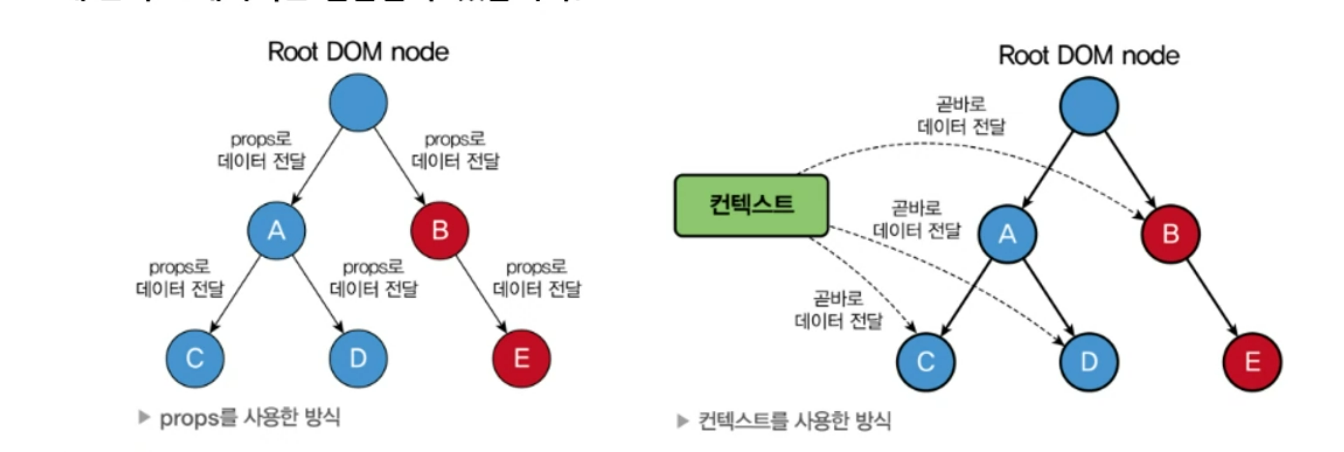 Root DOM node
props로
데이터 전달
props로
데이터 전달
A
B
props로
데이터 전달
props로
데이터 전달
props로
데이터 전달
C
D
E
▶ props를 사용한 방식
Root DOM node
곧바로
데이터 전달
컨텍스트
곧바로
데이터 전달
A
B
곧바로
데이터 전달
C
D
E
▶ 컨텍스트를 사용한 방식